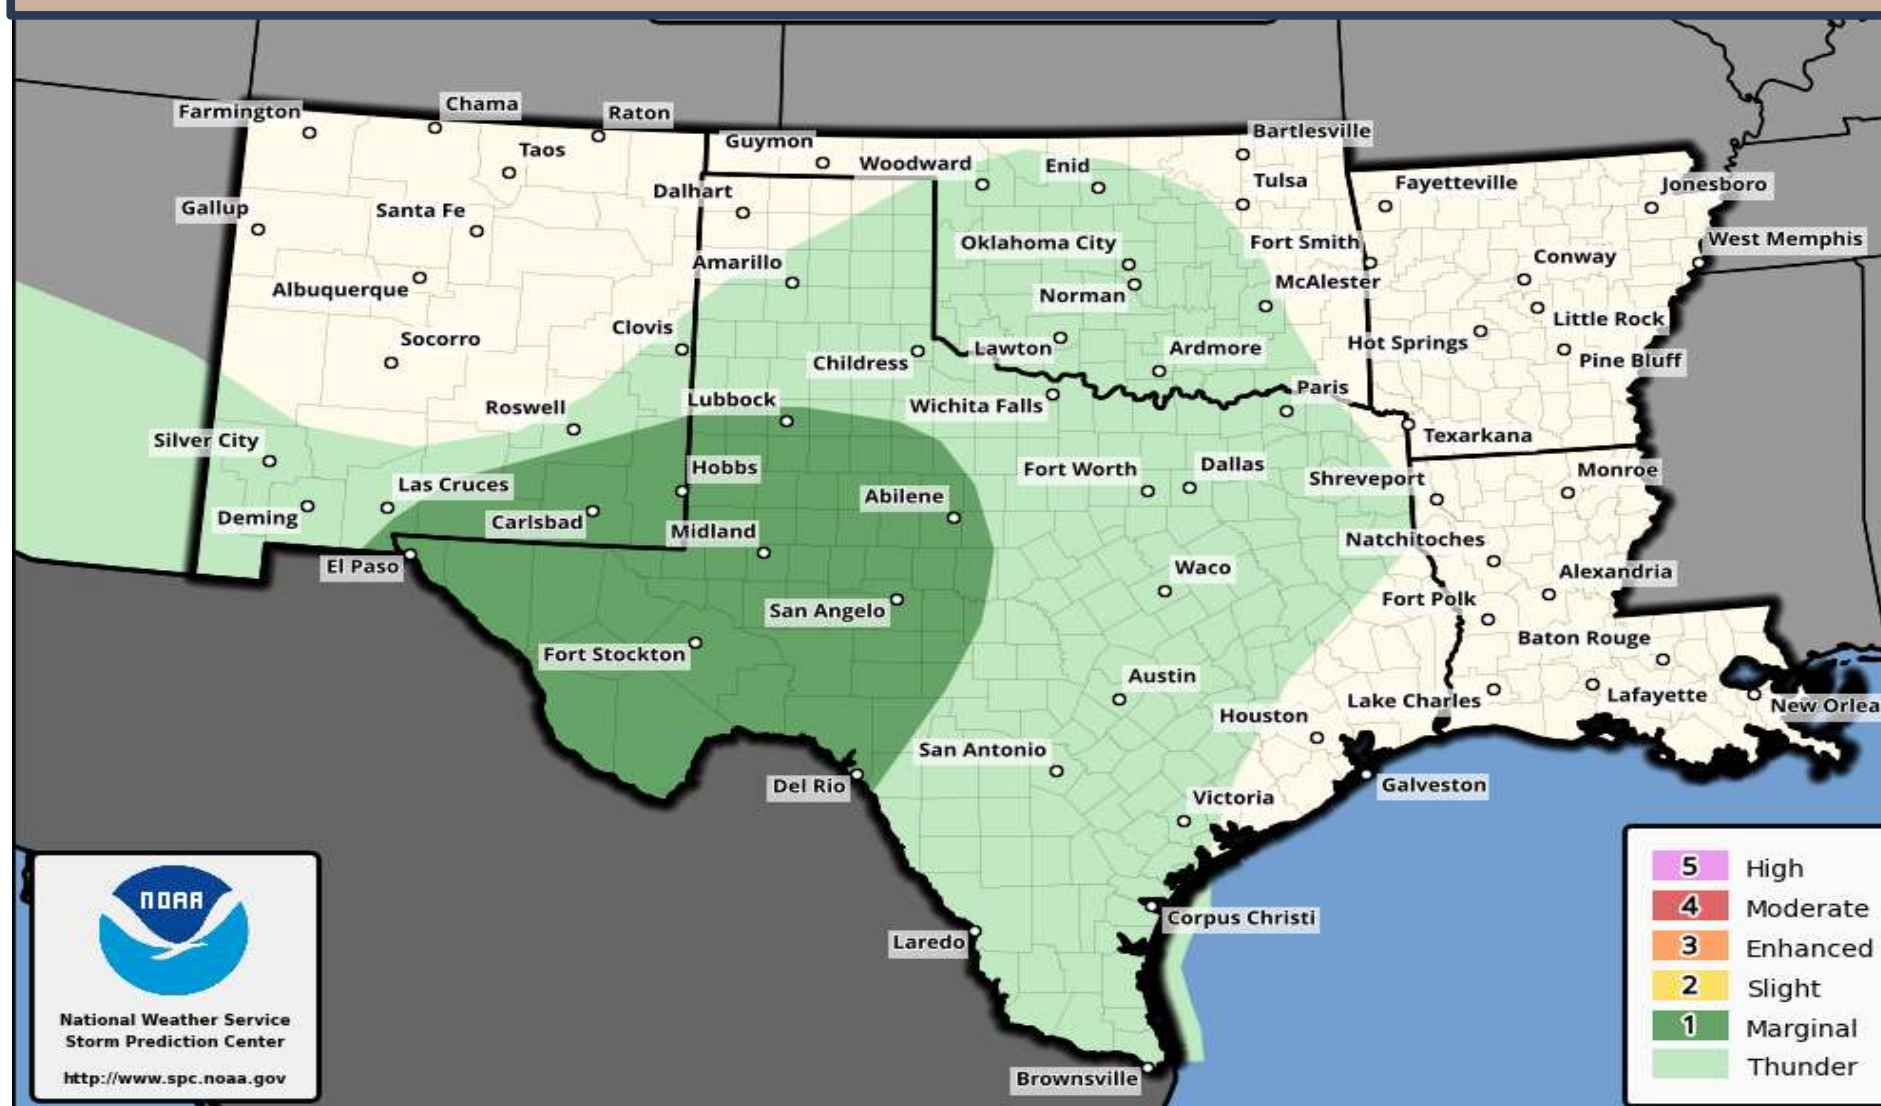 Farmington
Chama
Raton
Guymon
Bartlesville
Taos
Woodward
Enid
Tulsa
Fayetteville
Jonesboro
Dalhart
Gallup
Santa Fe
Oklahoma City
Fort Smith
West Memphis
Conway
Amarillo
Albuquerque
Norman
McAlester
Little Rock
Clovis
Socorro
Childress
Lawton
Ardmore
Hot Springs
Pine Bluff
Roswell
Lubbock
Wichita Falls
Paris
Texarkana
Silver City
Las Cruces
Hobbs
Fort Worth
Dallas
Shreveport
Monroe
Deming
Carlsbad
Midland
Abilene
Natchitoches
El Paso
San Angelo
Waco
Alexandria
Fort Polk
Fort Stockton
Baton Rouge
Austin
Lake Charles
Lafayette
New Orlea
Houston
San Antonio
Del Rio
Victoria
Galveston
Corpus Christi
Laredo
Brownsville
NOAA
National Weather Service
Storm Prediction Center
http://www.spc.noaa.gov
5 High
4 Moderate
3 Enhanced
2 Slight
1 Marginal
Thunder